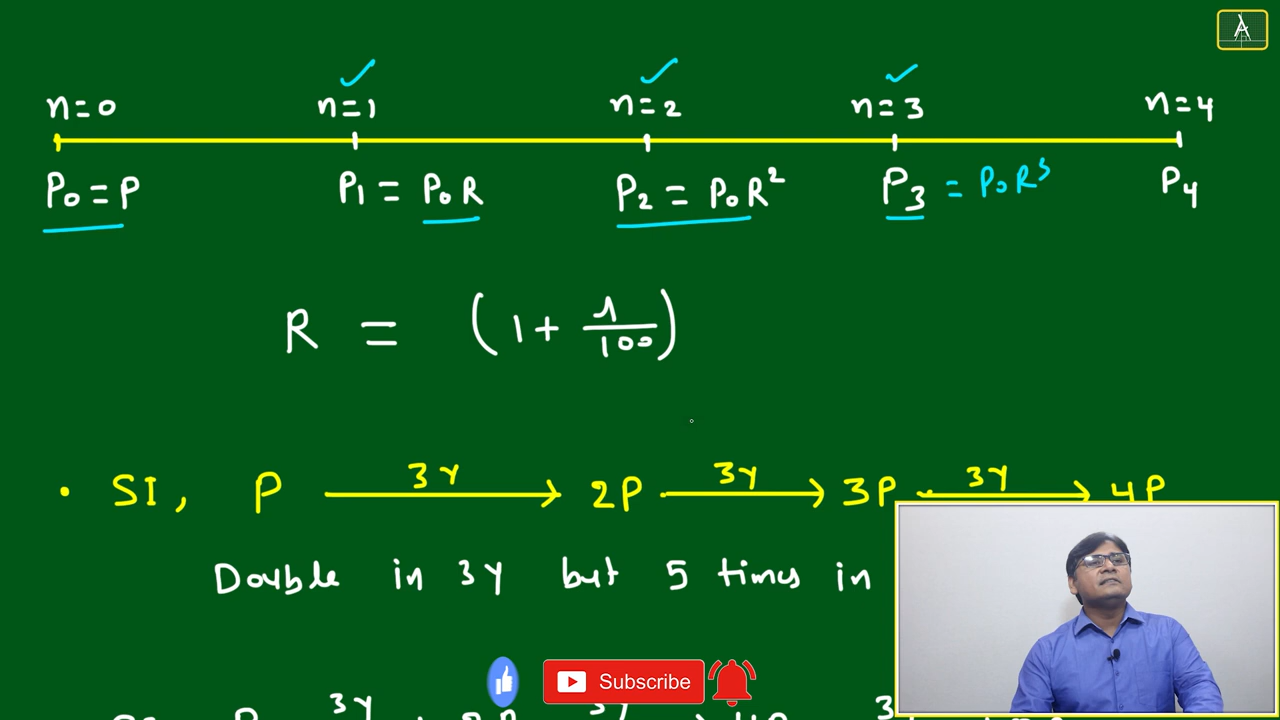 n=0 n=1 n=2 n=3 n=4
P₀=P P₁ = P₀R P₂ = P₀R² P₃ = P₀R³ P₄
R = (1+r/100)
• SI, P 3Y → 2P 3Y → 3P 3Y → 4P
Double in 3Y but 5 times in
3Y
Subscribe